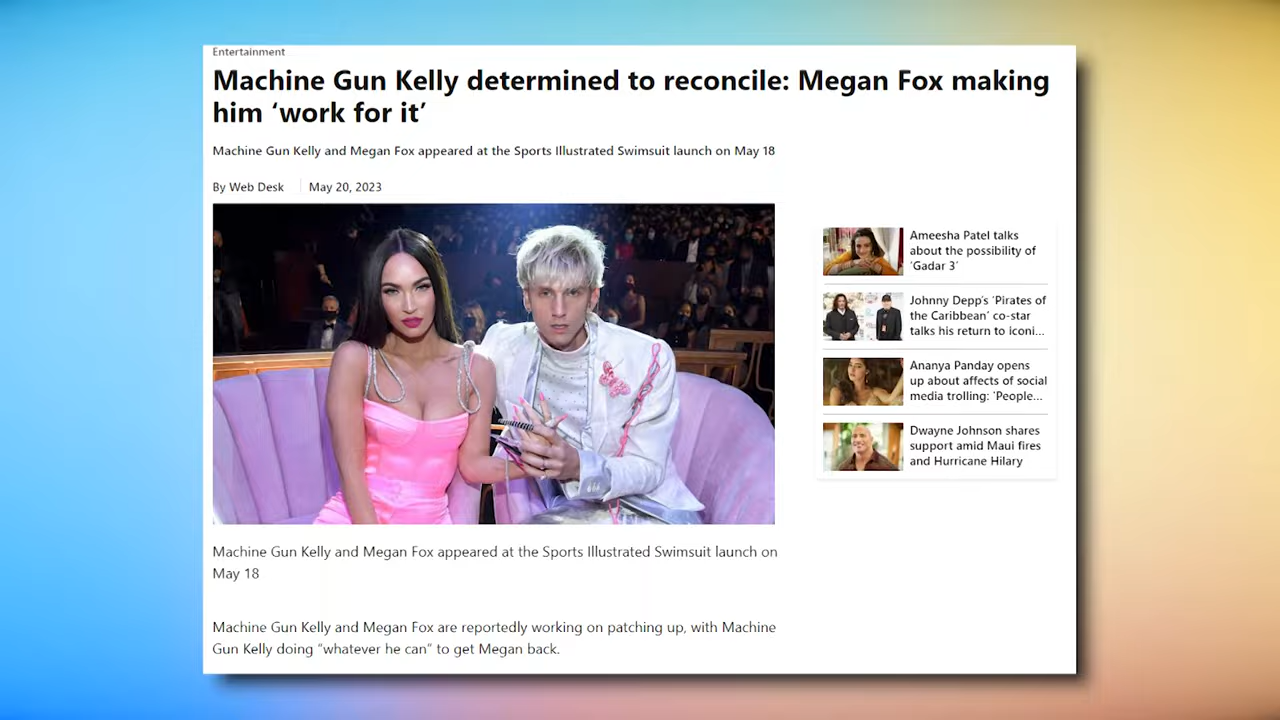 Entertainment
Machine Gun Kelly determined to reconcile: Megan Fox making
him ‘work for it’
Machine Gun Kelly and Megan Fox appeared at the Sports Illustrated Swimsuit launch on May 18
By Web Desk
May 20, 2023
Ameesha Patel talks
about the possibility of
‘Gadar 3’
Johnny Depp’s ‘Pirates of
the Caribbean’ co-star
talks his return to iconi...
Ananya Panday opens
up about affects of social
media trolling: ‘People...
Dwayne Johnson shares
support amid Maui fires
and Hurricane Hilary
Machine Gun Kelly and Megan Fox appeared at the Sports Illustrated Swimsuit launch on
May 18
Machine Gun Kelly and Megan Fox are reportedly working on patching up, with Machine
Gun Kelly doing “whatever he can” to get Megan back.